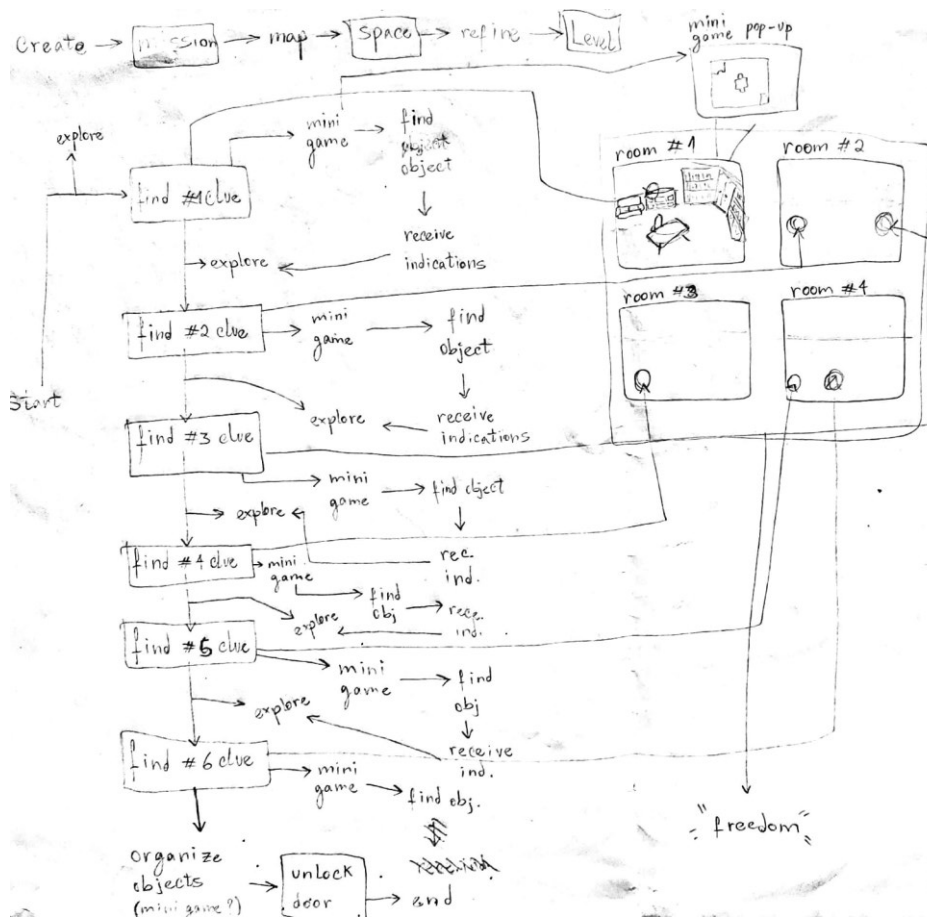 Create → mission → map → space → refine → Level
mini
game pop-up
explore
mini
game
find
object
object
find #1 clue
receive
indications
explore
room #1
room #2
room #3
room #4
find #2 clue
mini
game
find
object
Start
explore
receive
indications
find #3 clue
mini
game
find object
explore
find #4 clue
mini
game
rec.
ind.
find
obj
rece.
ind.
explore
find #5 clue
mini
game
find
obj
explore
find #6 clue
receive
ind.
mini
game
find obj.
"freedom"
organize
objects
(mini game?)
unlock
door
end